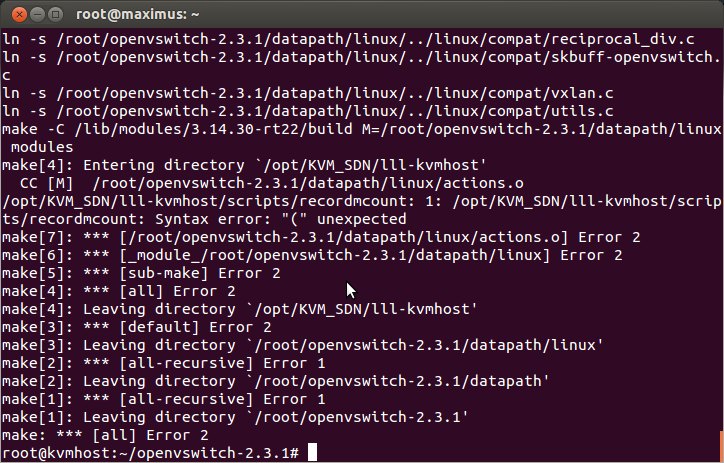 root@maximus: ~
ln -s /root/openvswitch-2.3.1/datapath/linux/../linux/compat/reciprocal_div.c
ln -s /root/openvswitch-2.3.1/datapath/linux/../linux/compat/skbuff-openvswitch.
c
ln -s /root/openvswitch-2.3.1/datapath/linux/../linux/compat/vxlan.c
ln -s /root/openvswitch-2.3.1/datapath/linux/../linux/compat/utils.c
make -C /lib/modules/3.14.30-rt22/build M=/root/openvswitch-2.3.1/datapath/linux
 modules
make[4]: Entering directory `/opt/KVM_SDN/lll-kvmhost'
  CC [M]  /root/openvswitch-2.3.1/datapath/linux/actions.o
/opt/KVM_SDN/lll-kvmhost/scripts/recordmcount: 1: /opt/KVM_SDN/lll-kvmhost/scrip
ts/recordmcount: Syntax error: "(" unexpected
make[7]: *** [/root/openvswitch-2.3.1/datapath/linux/actions.o] Error 2
make[6]: *** [_module_/root/openvswitch-2.3.1/datapath/linux] Error 2
make[5]: *** [sub-make] Error 2
make[4]: *** [all] Error 2
make[4]: Leaving directory `/opt/KVM_SDN/lll-kvmhost'
make[3]: *** [default] Error 2
make[3]: Leaving directory `/root/openvswitch-2.3.1/datapath/linux'
make[2]: *** [all-recursive] Error 1
make[2]: Leaving directory `/root/openvswitch-2.3.1/datapath'
make[1]: *** [all-recursive] Error 1
make[1]: Leaving directory `/root/openvswitch-2.3.1'
make: *** [all] Error 2
root@kvmhost:~/openvswitch-2.3.1#